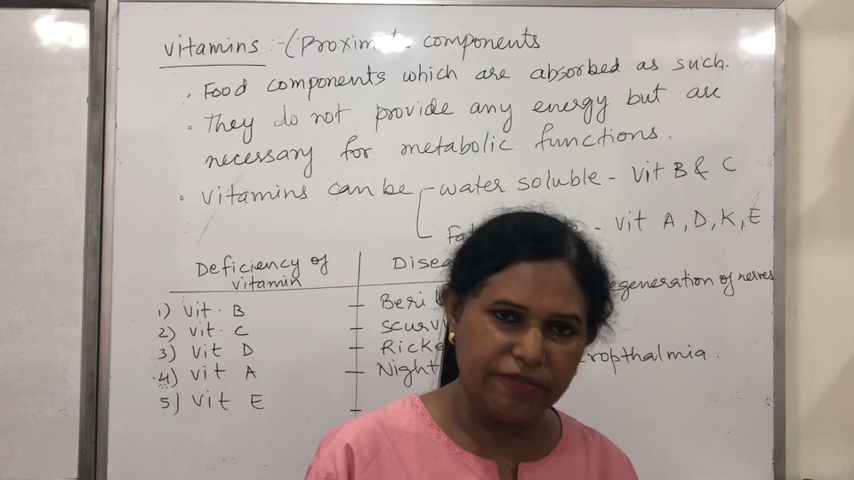 vitamins :- (Proxim components
. Food components which are absorbed as such.
. They do not provide any energy but are
necessary for metabolic functions.
. Vitamins can be water soluble - Vit B & C
- Vit A, D, K, E
Deficiency of
vitamin
1) Vit. B - Beri egeneration of nerves
2) Vit. C -
3) Vit D -
4) Vit A - Night ropthalmia.
5) Vit E -